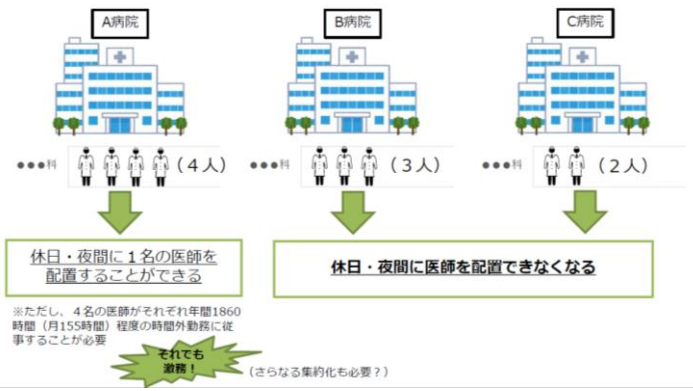 A病院
B病院
C病院
●●●科
(４人)
●●●科
(３人)
●●●科
(２人)
休日・夜間に１名の医師を
配置することができる
休日・夜間に医師を配置できなくなる
※ただし、４名の医師がそれぞれ年間1860
時間（月155時間）程度の時間外勤務に従
事することが必要
それでも
激務！
（さらなる集約化も必要？）